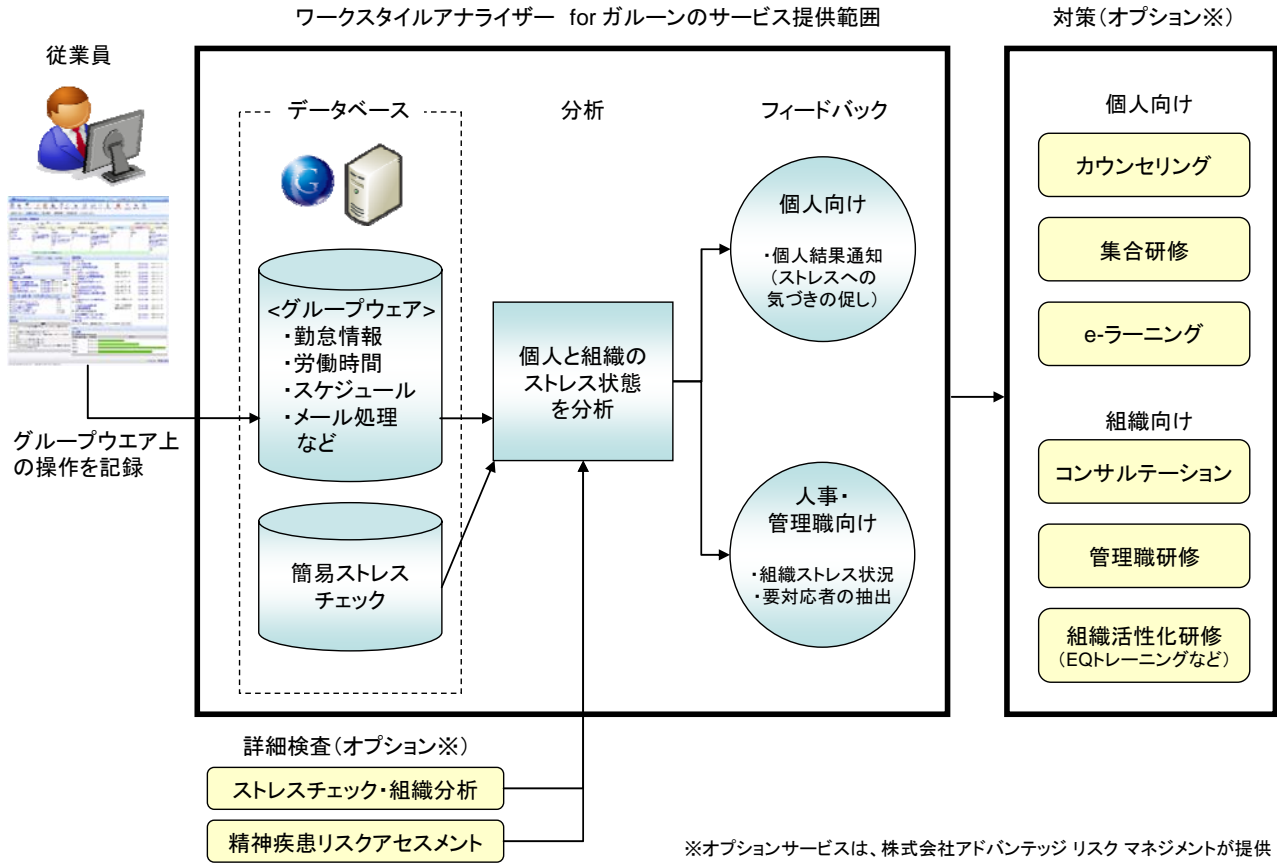 ワークスタイルアナライザー for ガルーンのサービス提供範囲
対策（オプション※）
従業員
データベース
分析
フィードバック
G
<グループウェア>
・勤怠情報
・労働時間
・スケジュール
・メール処理
など
簡易ストレス
チェック
グループウエア上
の操作を記録
個人と組織の
ストレス状態
を分析
個人向け
・個人結果通知
（ストレスへの
気づきの促し）
人事・
管理職向け
・組織ストレス状況
・要対応者の抽出
個人向け
カウンセリング
集合研修
e-ラーニング
組織向け
コンサルテーション
管理職研修
組織活性化研修
（EQトレーニングなど）
詳細検査（オプション※）
ストレスチェック・組織分析
精神疾患リスクアセスメント
※オプションサービスは、株式会社アドバンテッジ リスク マネジメントが提供